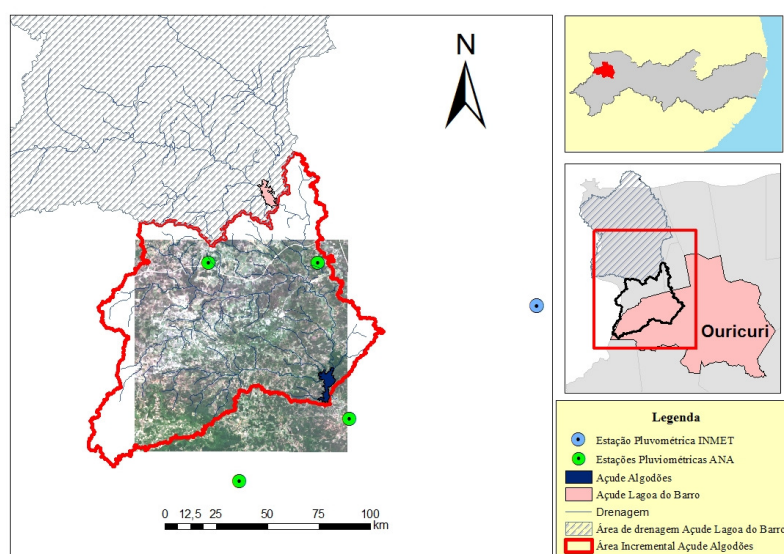 N
Ouricuri
0 12,5 25 50 75 100
km
Legenda
Estação Pluvométrica INMET
Estações Pluviométricas ANA
Açude Algodões
Açude Lagoa do Barro
Drenagem
Área de drenagem Açude Lagoa do Barro
Área Incremental Açude Algodões